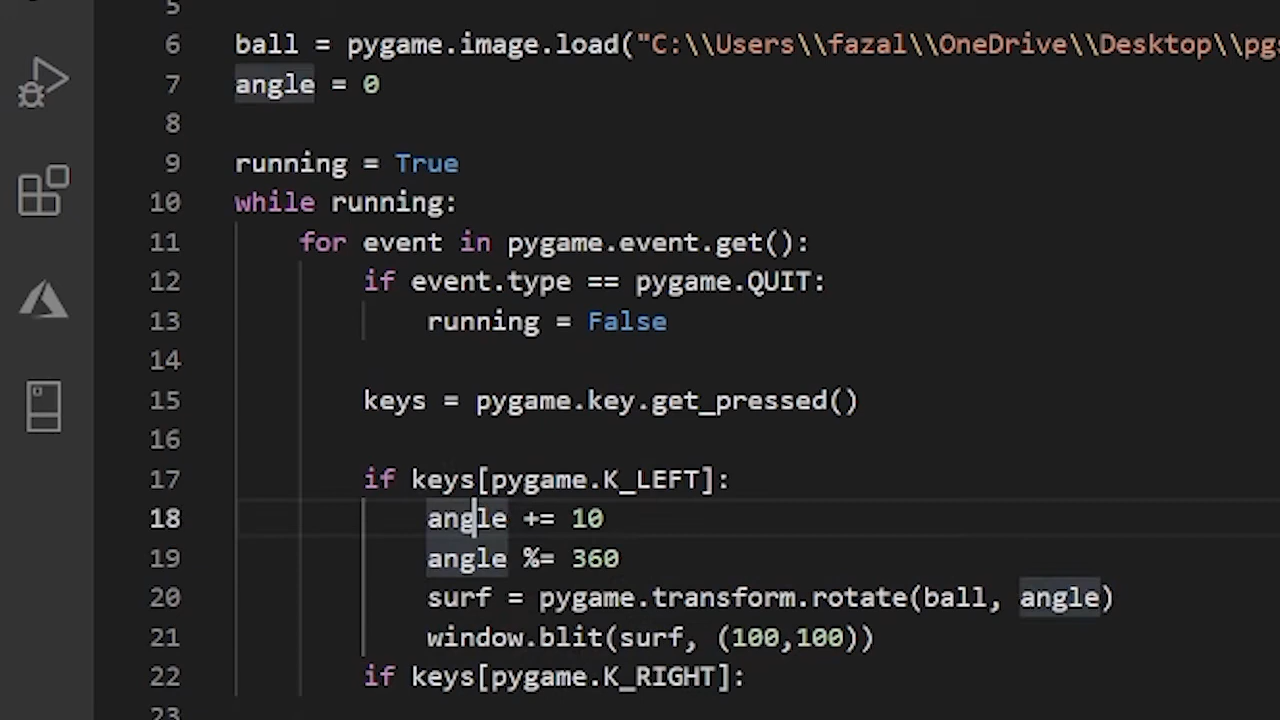 5
6 ball = pygame.image.load("C:\\Users\\fazal\\OneDrive\\Desktop\\pg
7 angle = 0
8
9 running = True
10 while running:
11 for event in pygame.event.get():
12 if event.type == pygame.QUIT:
13 running = False
14
15 keys = pygame.key.get_pressed()
16
17 if keys[pygame.K_LEFT]:
18 angle += 10
19 angle %= 360
20 surf = pygame.transform.rotate(ball, angle)
21 window.blit(surf, (100,100))
22 if keys[pygame.K_RIGHT]:
23